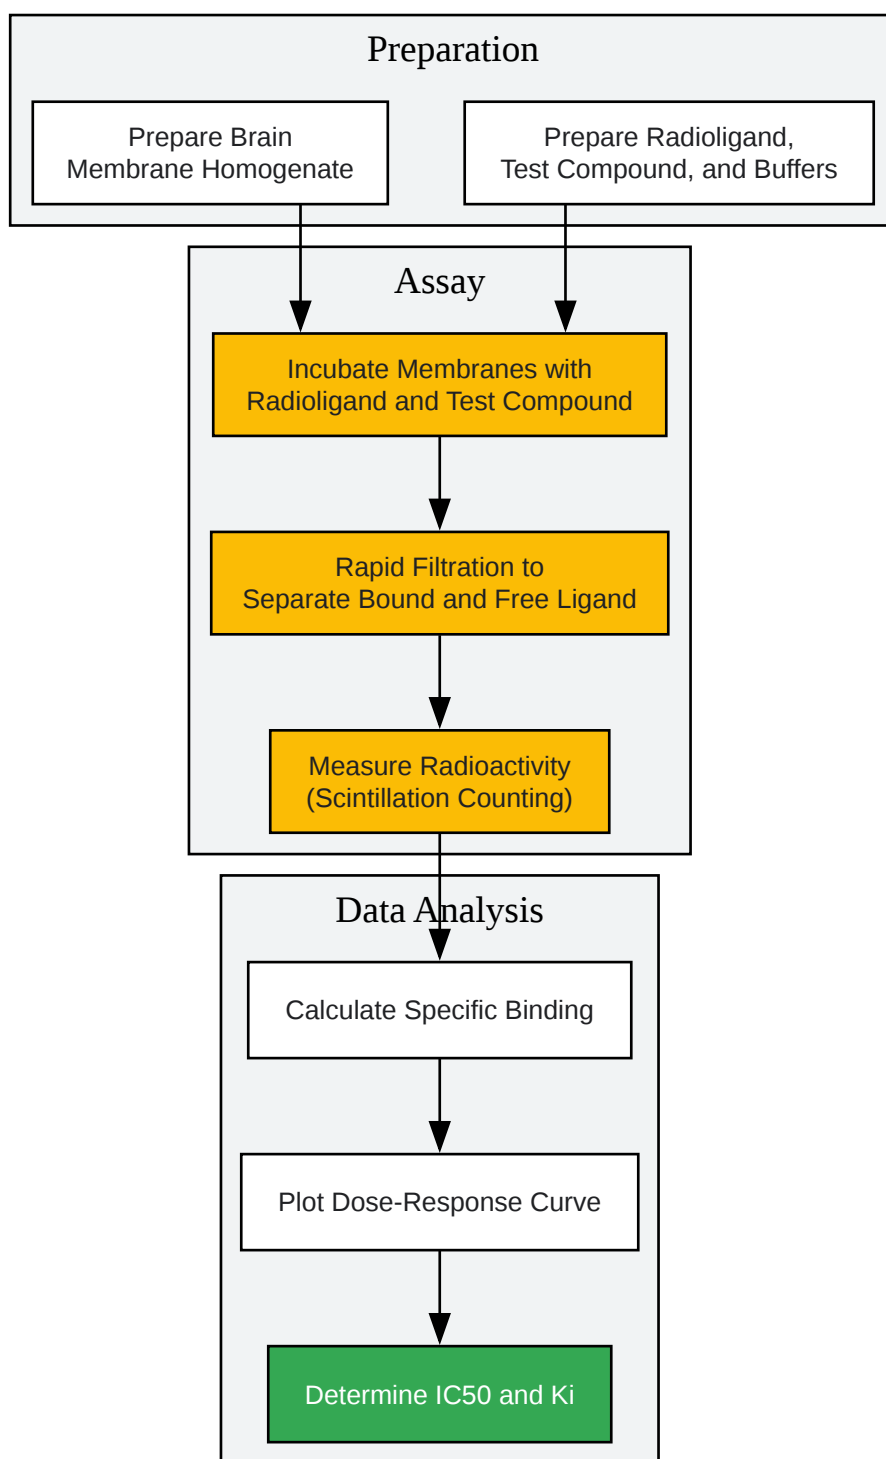 Preparation
Prepare Brain
Membrane Homogenate
Prepare Radioligand,
Test Compound, and Buffers
Assay
Incubate Membranes with
Radioligand and Test Compound
Rapid Filtration to
Separate Bound and Free Ligand
Measure Radioactivity
(Scintillation Counting)
Data Analysis
Calculate Specific Binding
Plot Dose-Response Curve
Determine IC50 and Ki